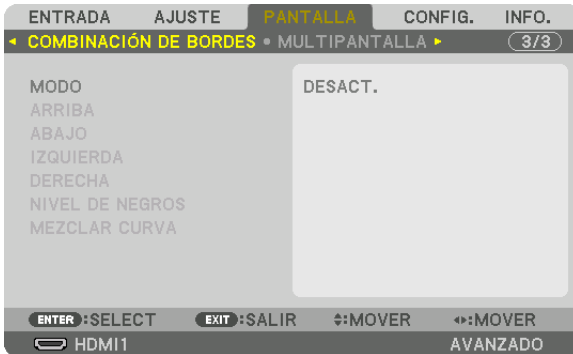 ENTRADA AJUSTE PANTALLA CONFIG. INFO.
COMBINACIÓN DE BORDES • MULTIPANTALLA 3/3
MODO DESACT.
ARRIBA
ABAJO
IZQUIERDA
DERECHA
NIVEL DE NEGROS
MEZCLAR CURVA
ENTER :SELECT EXIT :SALIR :MOVER :MOVER
HDMI1 AVANZADO